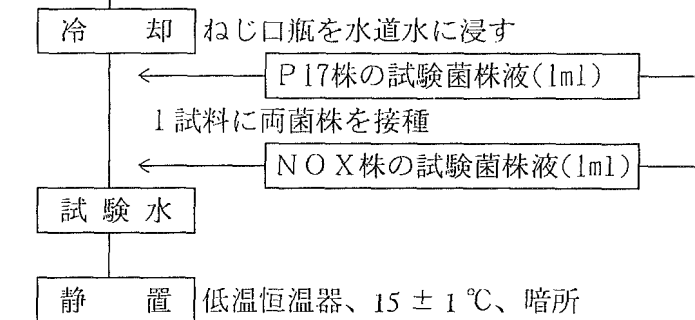 冷 却 ねじ口瓶を水道水に浸す
P17株の試験菌株液(1ml)
1試料に両菌株を接種
NOX株の試験菌株液(1ml)
試験水
静 置 低温恒温器、15±1℃、暗所